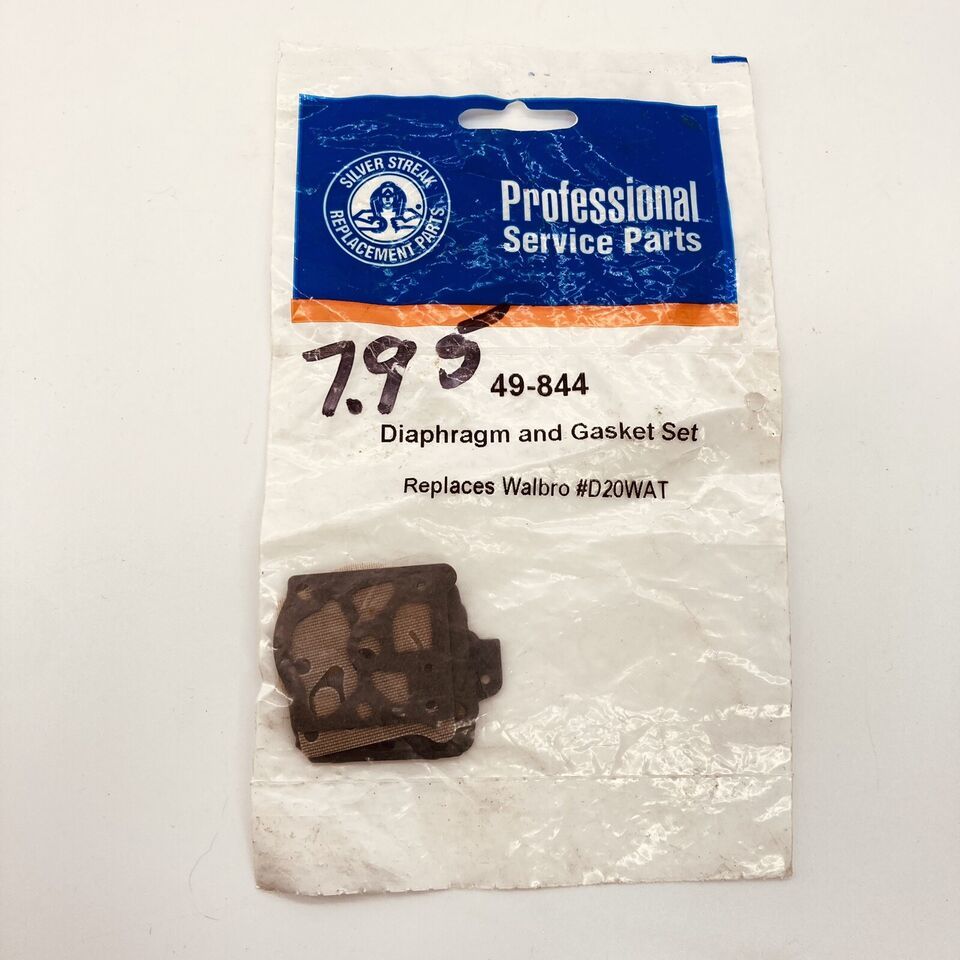 SILVER STREAK
REPLACEMENT PARTS
Professional
Service Parts
7.95
49-844
Diaphragm and Gasket Set
Replaces Walbro #D20WAT